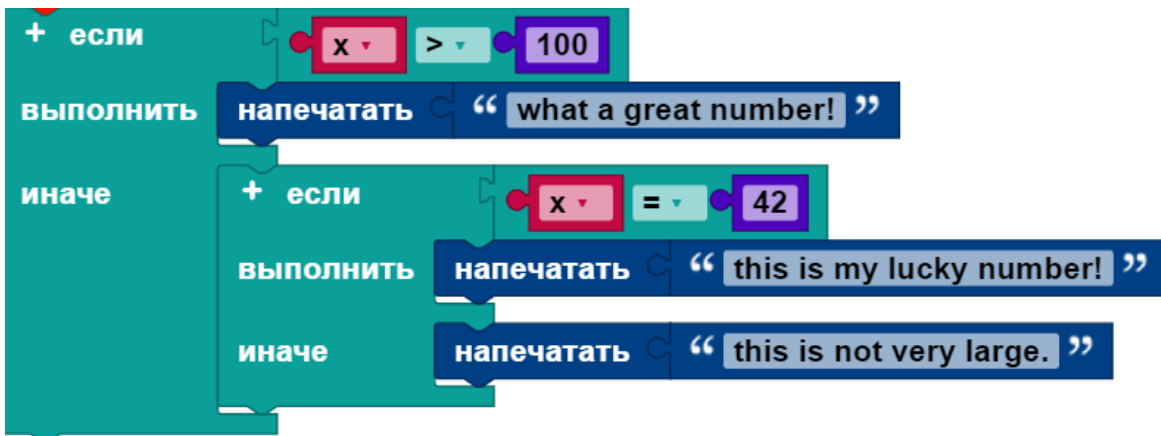 + если x > 100
выполнить напечатать “ what a great number! ”
иначе + если x = 42
выполнить напечатать “ this is my lucky number! ”
иначе напечатать “ this is not very large. ”